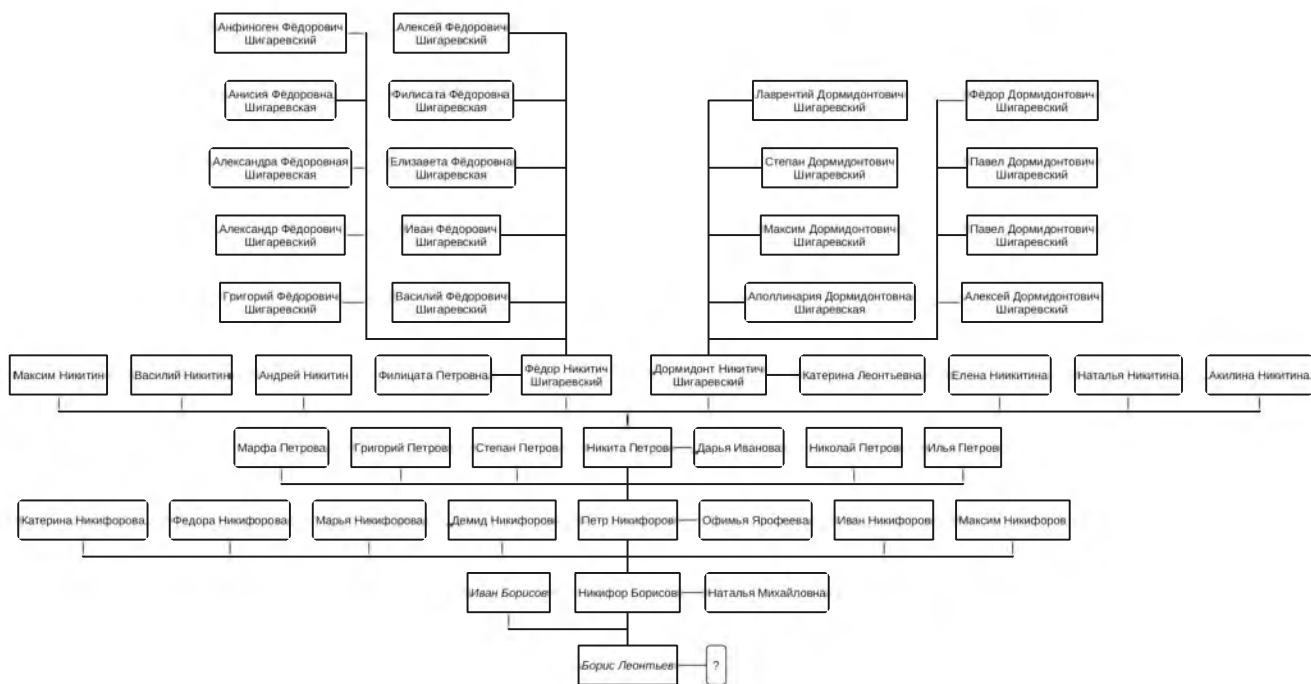 Анфиноген Фёдорович
Шигаревский
Алексей Фёдорович
Шигаревский
Анисия Фёдоровна
Шигаревская
Филисата Фёдоровна
Шигаревская
Лаврентий Дормидонтович
Шигаревский
Фёдор Дормидонтович
Шигаревский
Александра Фёдоровная
Шигаревская
Елизавета Фёдоровна
Шигаревская
Степан Дормидонтович
Шигаревский
Павел Дормидонтович
Шигаревский
Александр Фёдорович
Шигаревский
Иван Фёдорович
Шигаревский
Максим Дормидонтович
Шигаревский
Павел Дормидонтович
Шигаревский
Григорий Фёдорович
Шигаревский
Василий Фёдорович
Шигаревский
Аполлинария Дормидонтовна
Шигаревская
Алексей Дормидонтович
Шигаревский
Максим Никитин
Василий Никитин
Андрей Никитин
Филицата Петровна
Фёдор Никитич
Шигаревский
Дормидонт Никитич
Шигаревский
Катерина Леонтьевна
Елена Ниикитина
Наталья Никитина
Акилина Никитина
Марфа Петрова
Григорий Петров
Степан Петров
Никита Петров
Дарья Иванова
Николай Петров
Илья Петров
Катерина Никифорова
Федора Никифорова
Марья Никифорова
Демид Никифоров
Петр Никифоров
Офимья Ярофеева
Иван Никифоров
Максим Никифоров
Иван Борисов
Никифор Борисов
Наталья Михайловна
Борис Леонтьев
?